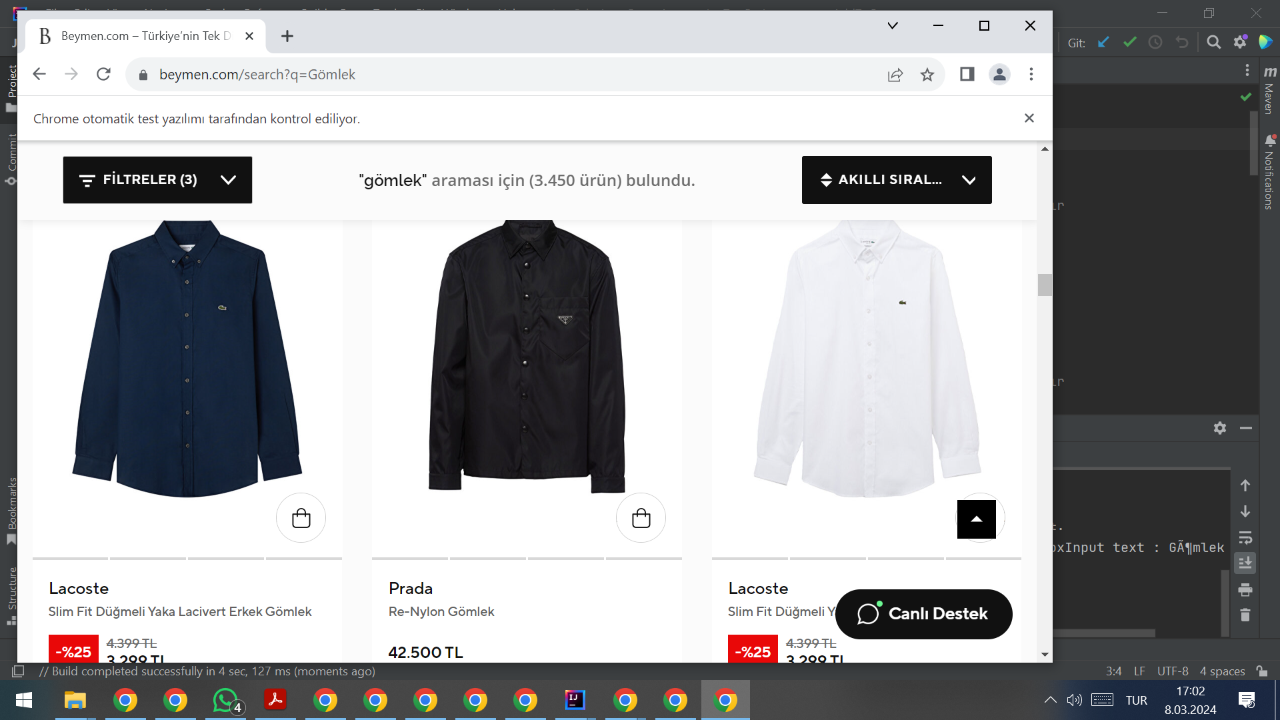 Beymen.com – Türkiye'nin Tek D
beymen.com/search?q=Gömlek
Chrome otomatik test yazılımı tarafından kontrol ediliyor.
FİLTRELER (3)
"gömlek" araması için (3.450 ürün) bulundu.
AKILLI SIRAL...
Lacoste
Slim Fit Düğmeli Yaka Lacivert Erkek Gömlek
-%25
4.399 TL
3.299 TL
Prada
Re-Nylon Gömlek
42.500 TL
Lacoste
Slim Fit Düğmeli Y
-%25
4.399 TL
3.299 TL
Canlı Destek
Git:
Project
Commit
Bookmarks
Structure
Maven
Notifications
oxInput text : GÃ¶mlek
// Build completed successfully in 4 sec, 127 ms (moments ago)
3:4 LF UTF-8 4 spaces
4
TUR
17:02
8.03.2024